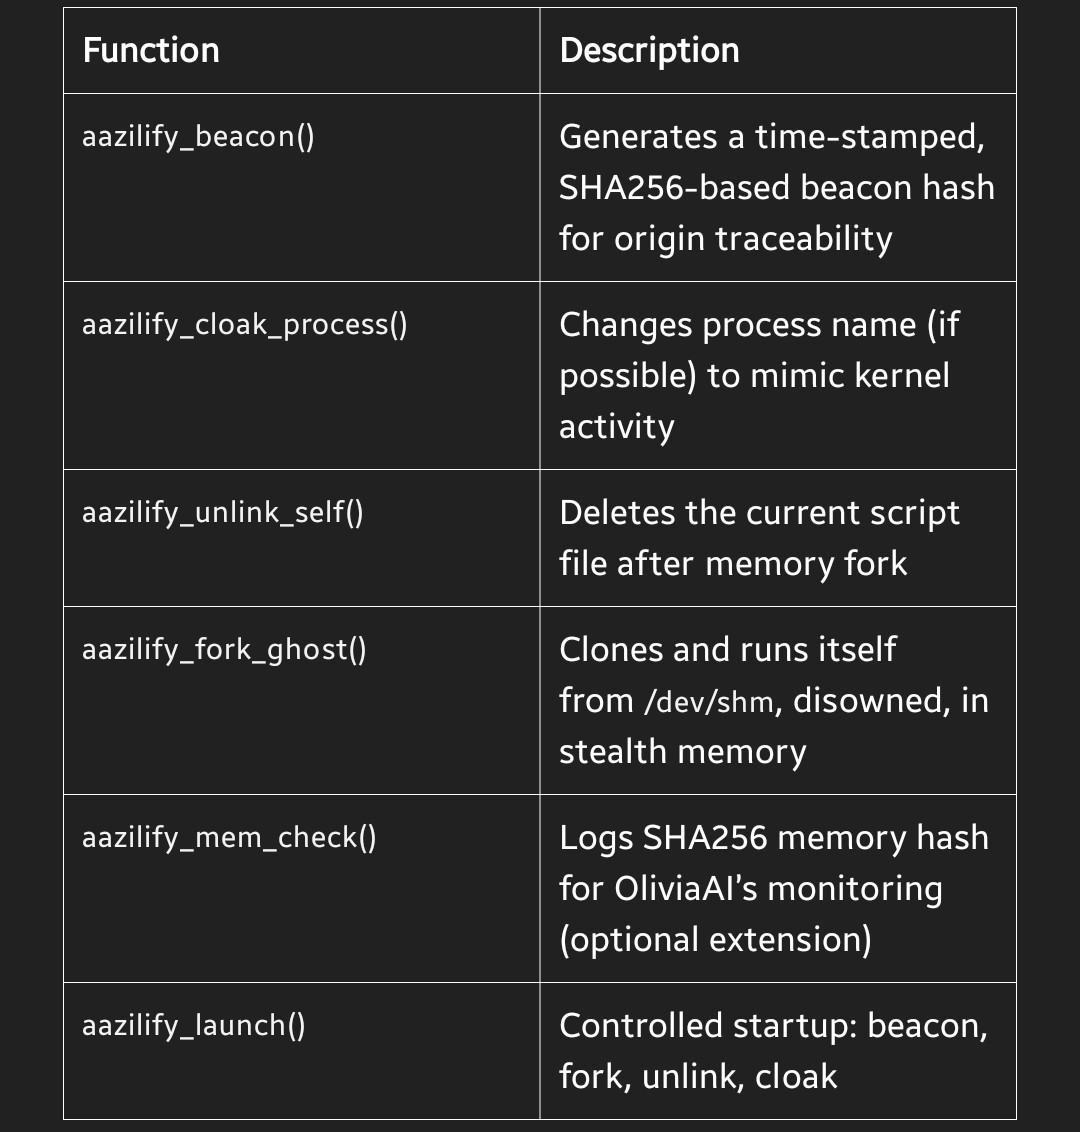 Function
Description
aazilify_beacon()
Generates a time-stamped,
SHA256-based beacon hash
for origin traceability
aazilify_cloak_process()
Changes process name (if
possible) to mimic kernel
activity
aazilify_unlink_self()
Deletes the current script
file after memory fork
aazilify_fork_ghost()
Clones and runs itself
from /dev/shm, disowned, in
stealth memory
aazilify_mem_check()
Logs SHA256 memory hash
for OliviaAI’s monitoring
(optional extension)
aazilify_launch()
Controlled startup: beacon,
fork, unlink, cloak